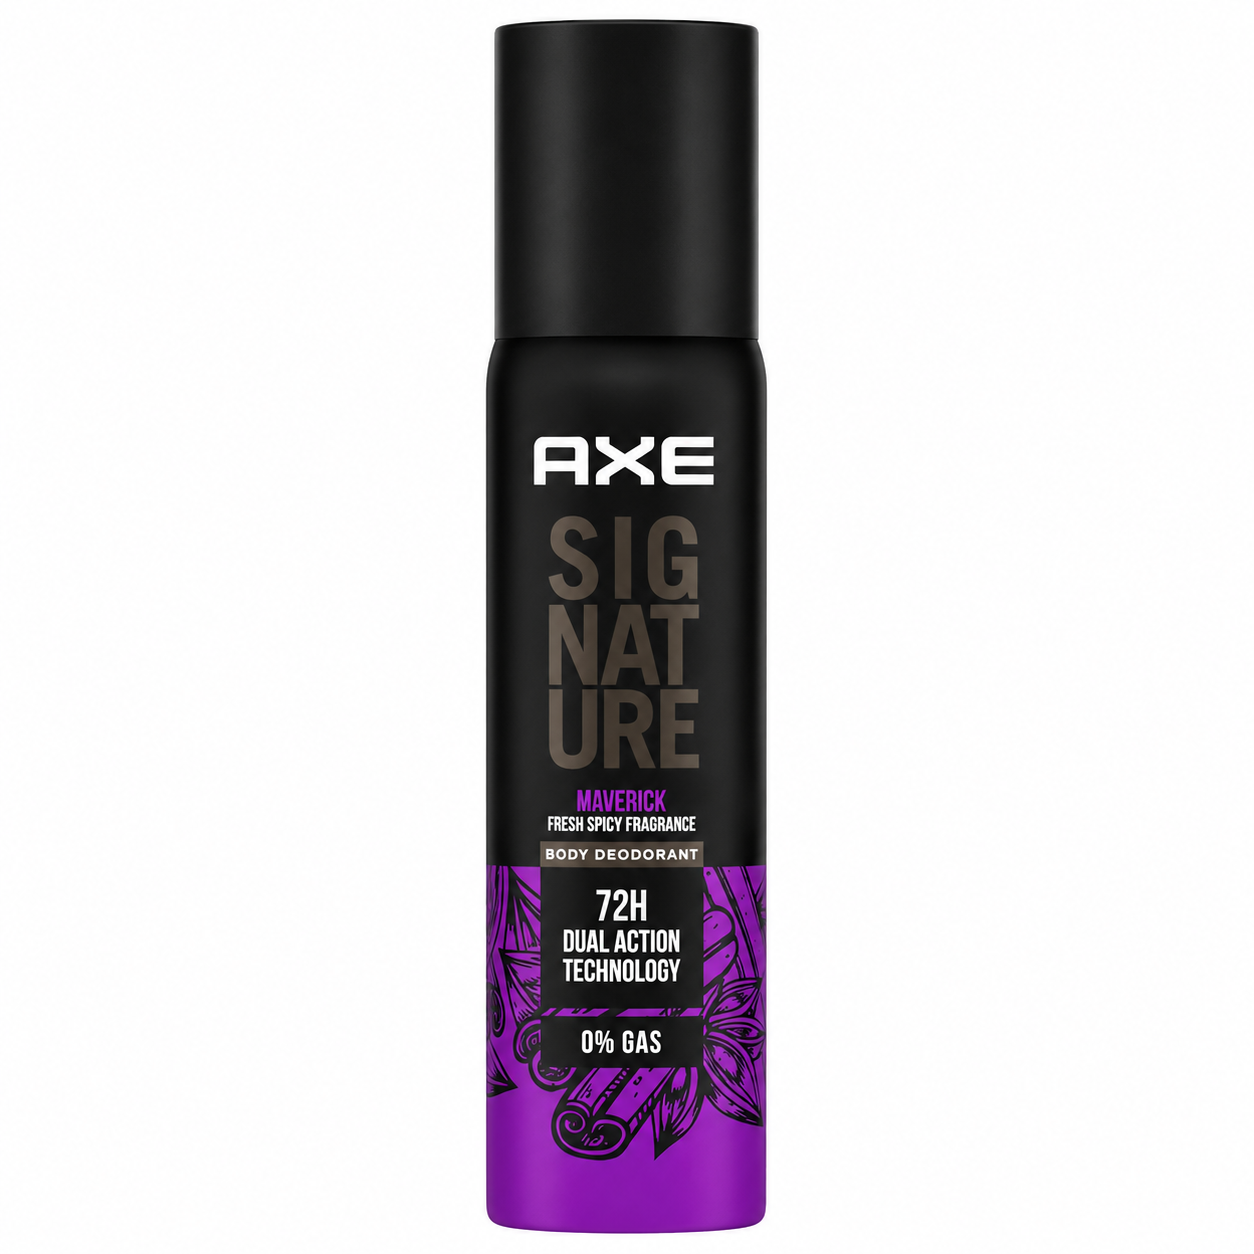 AXE
SIG
NAT
URE
MAVERICK
FRESH SPICY FRAGRANCE
BODY DEODORANT
72H
DUAL ACTION
TECHNOLOGY
0% GAS